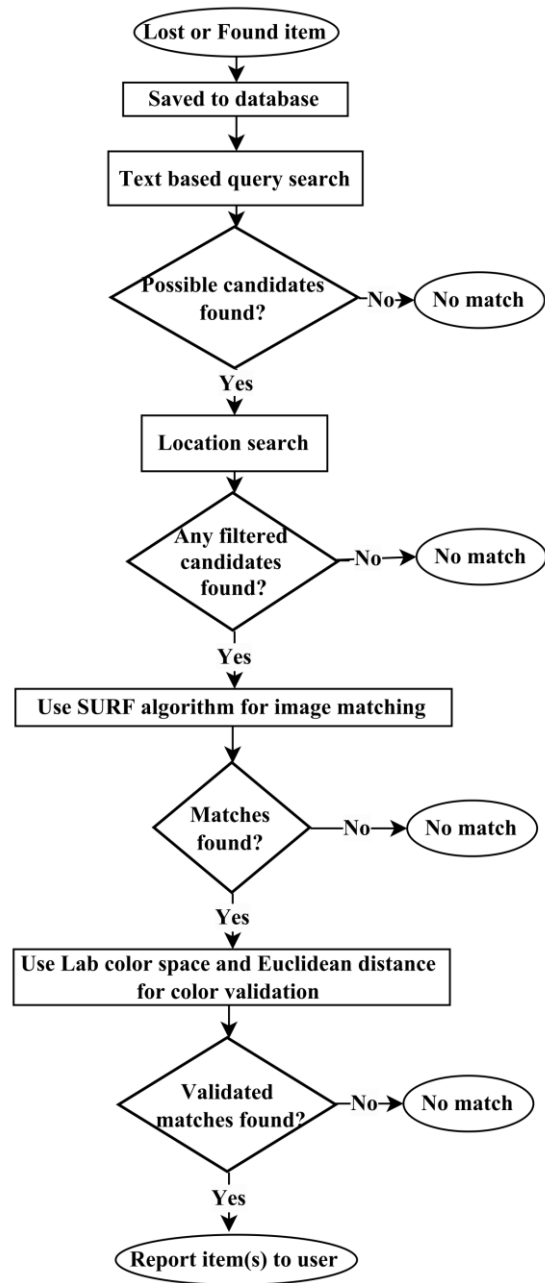 Lost or Found item
Saved to database
Text based query search
Possible candidates
found?
No
No match
Yes
Location search
Any filtered
candidates
found?
No
No match
Yes
Use SURF algorithm for image matching
Matches
found?
No
No match
Yes
Use Lab color space and Euclidean distance
for color validation
Validated
matches found?
No
No match
Yes
Report item(s) to user